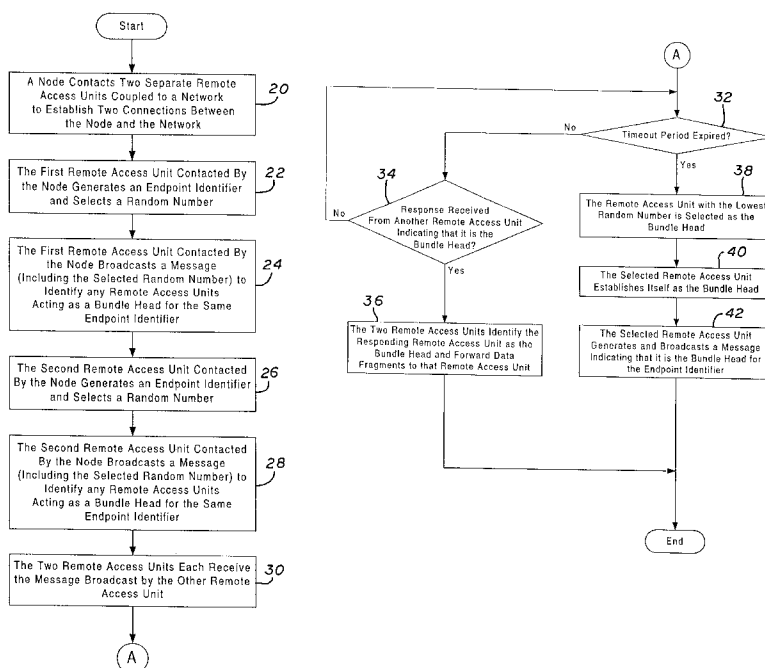 Start
A Node Contacts Two Separate Remote
Access Units Coupled to a Network
to Establish Two Connections Between
the Node and the Network
20
The First Remote Access Unit Contacted By
the Node Generates an Endpoint Identifier
and Selects a Random Number
22
The First Remote Access Unit Contacted By
the Node Broadcasts a Message
(Including the Selected Random Number) to
Identify any Remote Access Units
Acting as a Bundle Head for the Same
Endpoint Identifier
24
The Second Remote Access Unit Contacted
By the Node Generates an Endpoint Identifier
and Selects a Random Number
26
The Second Remote Access Unit Contacted
By the Node Broadcasts a Message
(Including the Selected Random Number) to
Identify any Remote Access Units
Acting as a Bundle Head for the Same
Endpoint Identifier
28
The Two Remote Access Units Each Receive
the Message Broadcast by the Other Remote
Access Unit
30
A
A
32
Timeout Period Expired?
No
Yes
34
Response Received
From Another Remote Access Unit
Indicating that it is the
Bundle Head?
No
Yes
36
The Two Remote Access Units Identify the
Responding Remote Access Unit as the
Bundle Head and Forward Data
Fragments to that Remote Access Unit
38
The Remote Access Unit with the Lowest
Random Number is Selected as the
Bundle Head
40
The Selected Remote Access Unit
Establishes Itself as the Bundle Head
42
The Selected Remote Access Unit
Generates and Broadcasts a Message
Indicating that it is the Bundle Head for
the Endpoint Identifier
End